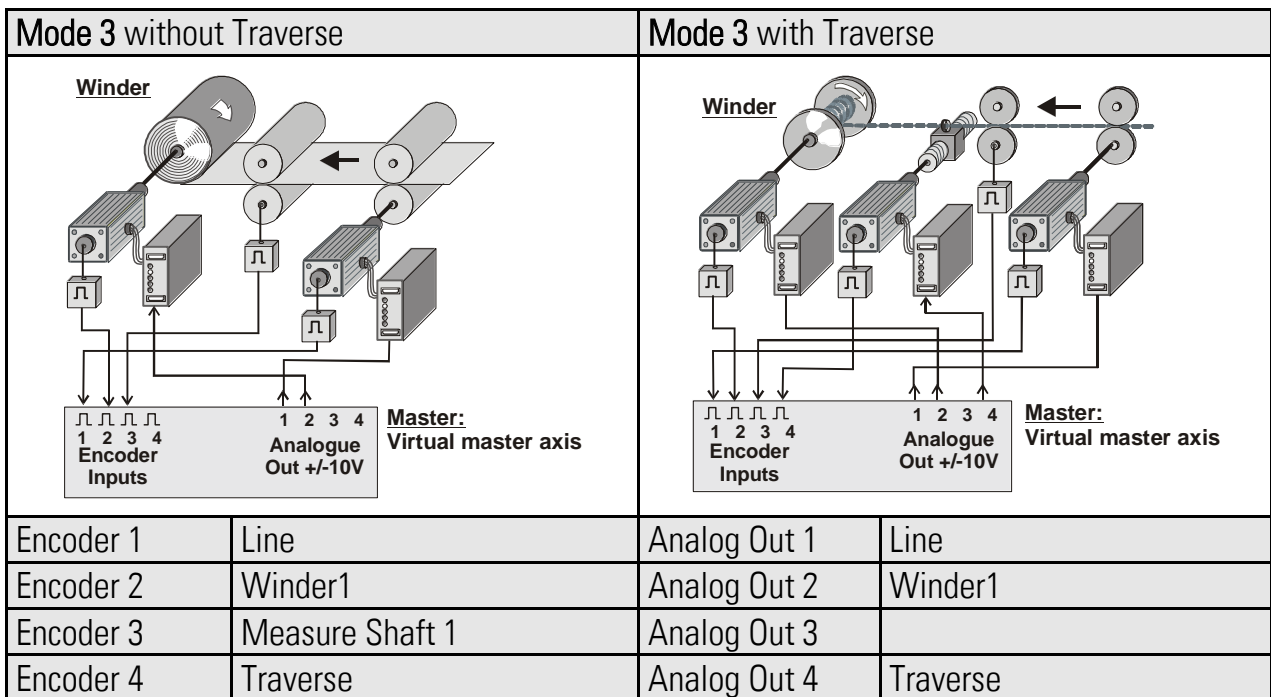 Mode 3 without Traverse
Mode 3 with Traverse
Winder
1 2 3 4
Encoder
Inputs
1 2 3 4
Analogue
Out +/-10V
Master:
Virtual master axis
Winder
1 2 3 4
Encoder
Inputs
1 2 3 4
Analogue
Out +/-10V
Master:
Virtual master axis
Encoder 1 Line Analog Out 1 Line
Encoder 2 Winder1 Analog Out 2 Winder1
Encoder 3 Measure Shaft 1 Analog Out 3
Encoder 4 Traverse Analog Out 4 Traverse